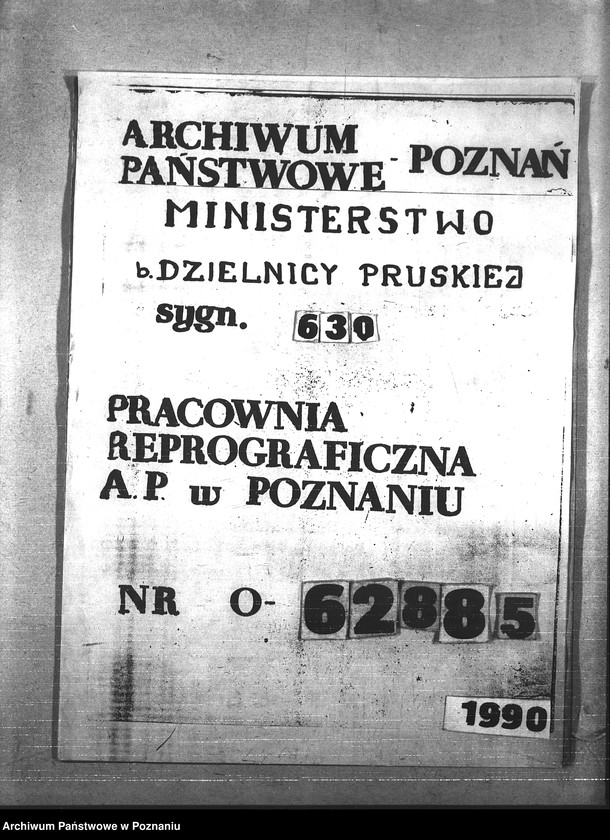 ARCHIWUM
PAŃSTWOWE - POZNAŃ
MINISTERSTWO
b. DZIELNICY PRUSKIEJ
sygn. 630
PRACOWNIA
REPROGRAFICZNA
A. P. w POZNANIU
NR O-62885
1990
Archiwum Państwowe w Poznaniu